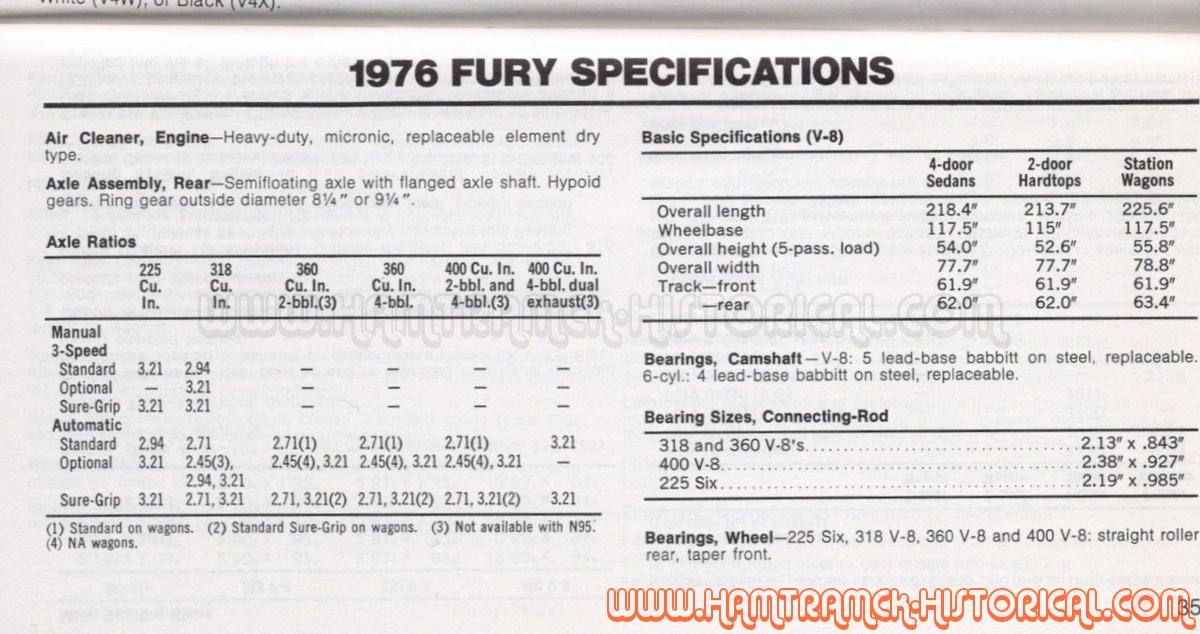 White (V4W), or Black (V4X).
1976 FURY SPECIFICATIONS
Air Cleaner, Engine—Heavy-duty, micronic, replaceable element dry
type.
Axle Assembly, Rear—Semifloating axle with flanged axle shaft. Hypoid
gears. Ring gear outside diameter 8¼" or 9¼".
Axle Ratios
225 318 360 360 400 Cu. In. 400 Cu. In.
Cu. Cu. Cu. In. Cu. In. 2-bbl. and 4-bbl. dual
In. In. 2-bbl.(3) 4-bbl. 4-bbl.(3) exhaust(3)
Manual
3-Speed
Standard 3.21 2.94
Optional 3.21 — — — —
Sure-Grip 3.21 3.21 — — —
Automatic
Standard 2.94 2.71 2.71(1) 2.71(1) 2.71(1) 3.21
Optional 3.21 2.45(3), 2.45(4), 3.21 2.45(4), 3.21 2.45(4), 3.21 —
2.94, 3.21
Sure-Grip 3.21 2.71, 3.21 2.71, 3.21(2) 2.71, 3.21(2) 2.71, 3.21(2) 3.21
(1) Standard on wagons. (2) Standard Sure-Grip on wagons. (3) Not available with N95.
(4) NA wagons.
Basic Specifications (V-8)
4-door 2-door Station
Sedans Hardtops Wagons
Overall length 218.4" 213.7" 225.6"
Wheelbase 117.5" 115" 117.5"
Overall height (5-pass. load) 54.0" 52.6" 55.8"
Overall width 77.7" 77.7" 78.8"
Track—front 61.9" 61.9" 61.9"
—rear 62.0" 62.0" 63.4"
Bearings, Camshaft—V-8: 5 lead-base babbitt on steel, replaceable.
6-cyl.: 4 lead-base babbitt on steel, replaceable.
Bearing Sizes, Connecting-Rod
318 and 360 V-8's 2.13" x .843"
400 V-8 2.38" x .927"
225 Six 2.19" x .985"
Bearings, Wheel—225 Six, 318 V-8, 360 V-8 and 400 V-8: straight roller
rear, taper front.
WWW.HAMTRAMCK-HISTORICAL.COM
WWW.HAMTRAMCK-HISTORICAL.COM
35